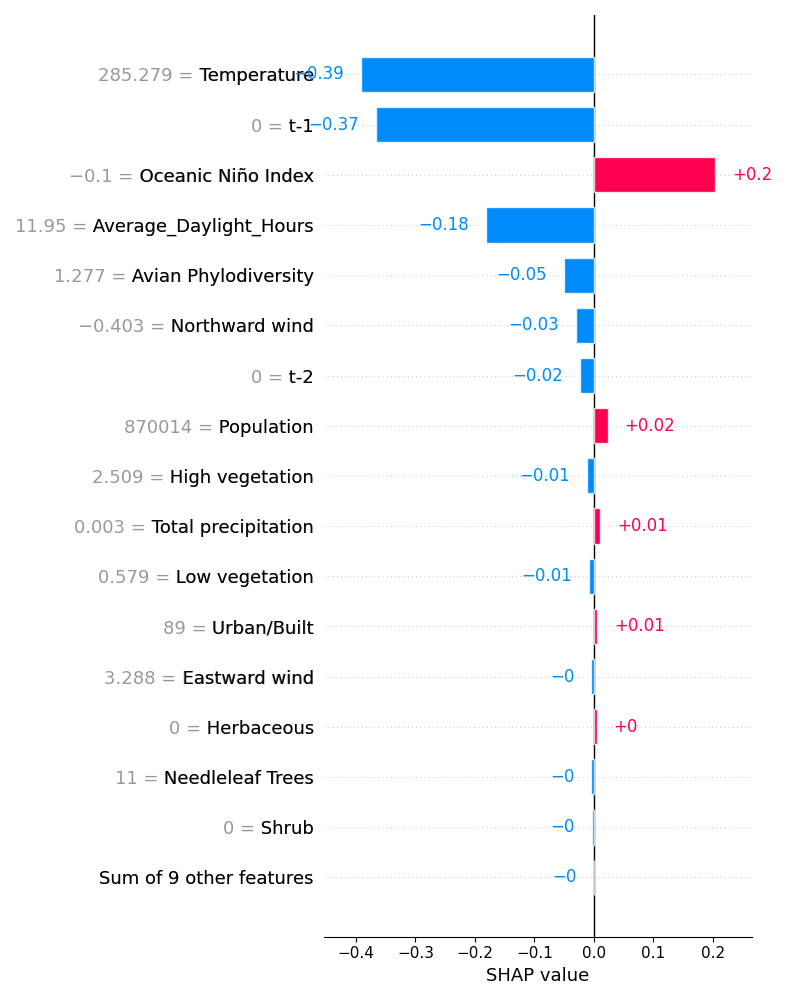 285.279 = Temperature −0.39
0 = t-1 −0.37
−0.1 = Oceanic Niño Index +0.2
11.95 = Average_Daylight_Hours −0.18
1.277 = Avian Phylodiversity −0.05
−0.403 = Northward wind −0.03
0 = t-2 −0.02
870014 = Population +0.02
2.509 = High vegetation −0.01
0.003 = Total precipitation +0.01
0.579 = Low vegetation −0.01
89 = Urban/Built +0.01
3.288 = Eastward wind −0
0 = Herbaceous +0
11 = Needleleaf Trees −0
0 = Shrub −0
Sum of 9 other features −0
−0.4 −0.3 −0.2 −0.1 0.0 0.1 0.2
SHAP value